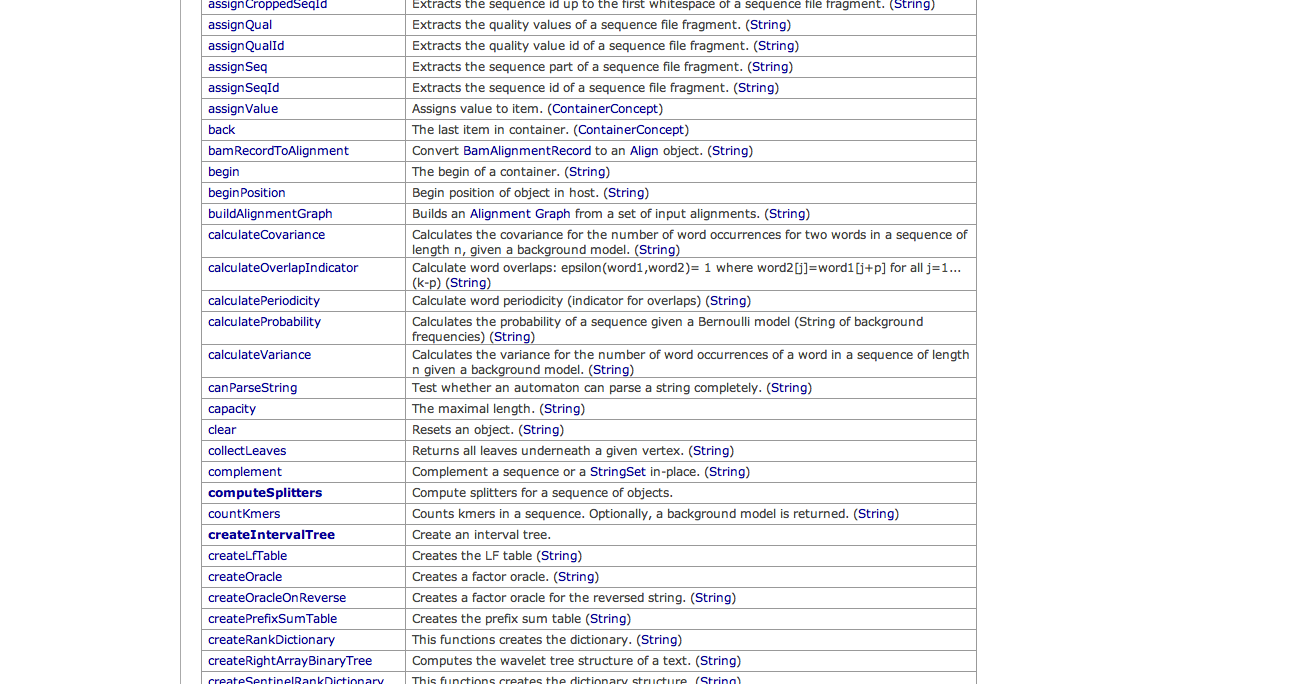 assignCroppedSeqId Extracts the sequence id up to the first whitespace of a sequence file fragment. (String)
assignQual Extracts the quality values of a sequence file fragment. (String)
assignQualId Extracts the quality value id of a sequence file fragment. (String)
assignSeq Extracts the sequence part of a sequence file fragment. (String)
assignSeqId Extracts the sequence id of a sequence file fragment. (String)
assignValue Assigns value to item. (ContainerConcept)
back The last item in container. (ContainerConcept)
bamRecordToAlignment Convert BamAlignmentRecord to an Align object. (String)
begin The begin of a container. (String)
beginPosition Begin position of object in host. (String)
buildAlignmentGraph Builds an Alignment Graph from a set of input alignments. (String)
calculateCovariance Calculates the covariance for the number of word occurrences for two words in a sequence of
length n, given a background model. (String)
calculateOverlapIndicator Calculate word overlaps: epsilon(word1,word2)= 1 where word2[j]=word1[j+p] for all j=1...
(k-p) (String)
calculatePeriodicity Calculate word periodicity (indicator for overlaps) (String)
calculateProbability Calculates the probability of a sequence given a Bernoulli model (String of background
frequencies) (String)
calculateVariance Calculates the variance for the number of word occurrences of a word in a sequence of length
n given a background model. (String)
canParseString Test whether an automaton can parse a string completely. (String)
capacity The maximal length. (String)
clear Resets an object. (String)
collectLeaves Returns all leaves underneath a given vertex. (String)
complement Complement a sequence or a StringSet in-place. (String)
computeSplitters Compute splitters for a sequence of objects.
countKmers Counts kmers in a sequence. Optionally, a background model is returned. (String)
createIntervalTree Create an interval tree.
createLfTable Creates the LF table (String)
createOracle Creates a factor oracle. (String)
createOracleOnReverse Creates a factor oracle for the reversed string. (String)
createPrefixSumTable Creates the prefix sum table (String)
createRankDictionary This functions creates the dictionary. (String)
createRightArrayBinaryTree Computes the wavelet tree structure of a text. (String)
createSentinelRankDictionary This functions creates the dictionary structure. (String)